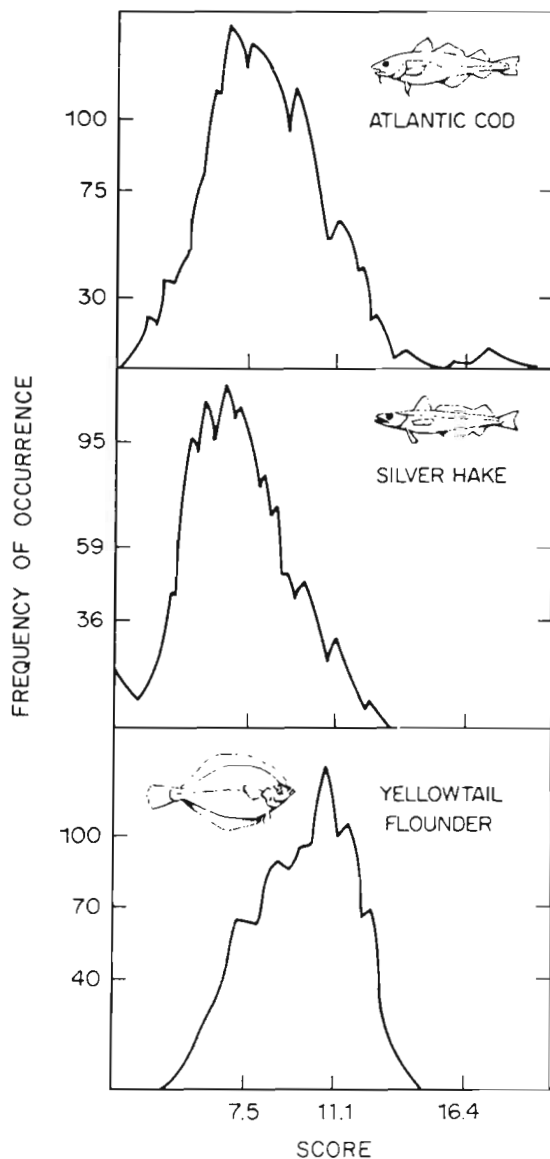 FREQUENCY OF OCCURRENCE
100
75
30
ATLANTIC COD
95
59
36
SILVER HAKE
100
70
40
YELLOWTAIL
FLOUNDER
7.5
11.1
16.4
SCORE